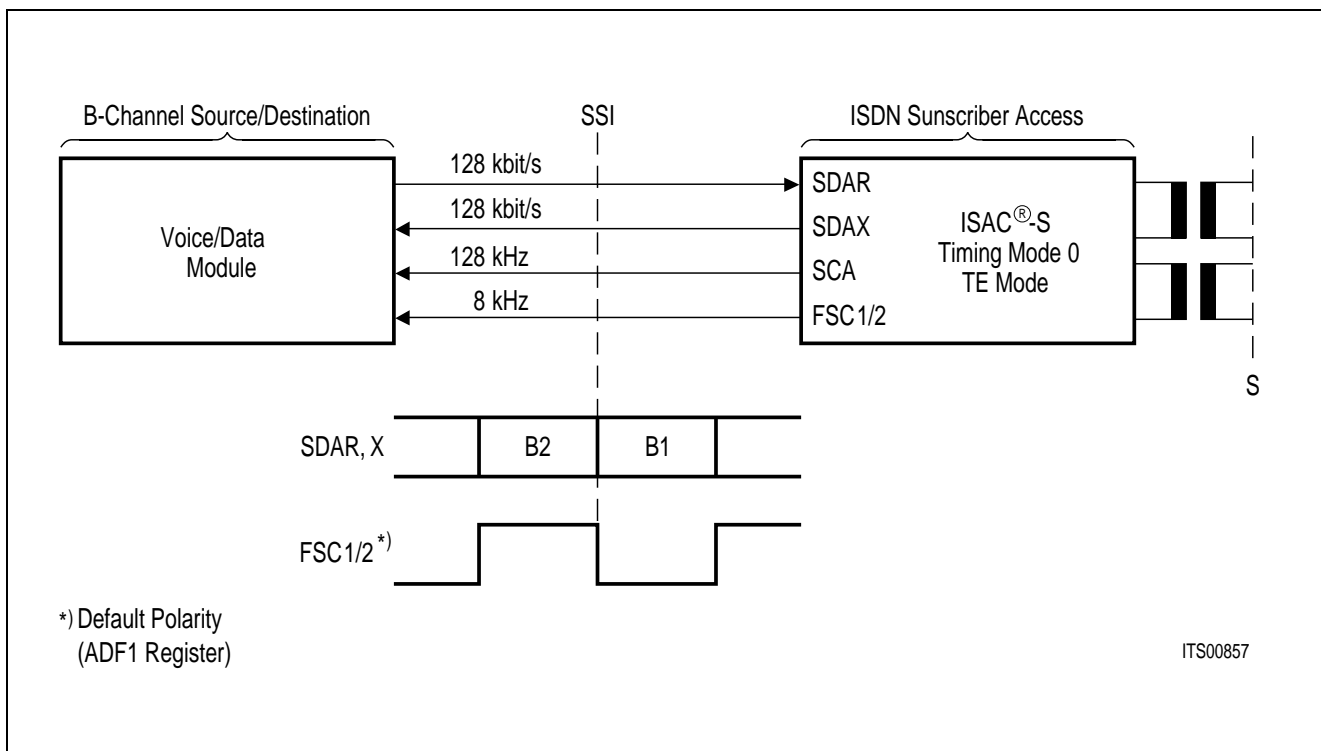 B-Channel Source/Destination
SSI
ISDN Sunscriber Access
Voice/Data
Module
128 kbit/s
128 kbit/s
128 kHz
8 kHz
SDAR
SDAX
SCA
FSC1/2
ISAC®-S
Timing Mode 0
TE Mode
S
SDAR, X
B2
B1
FSC1/2 *)
*) Default Polarity
(ADF1 Register)
ITS00857